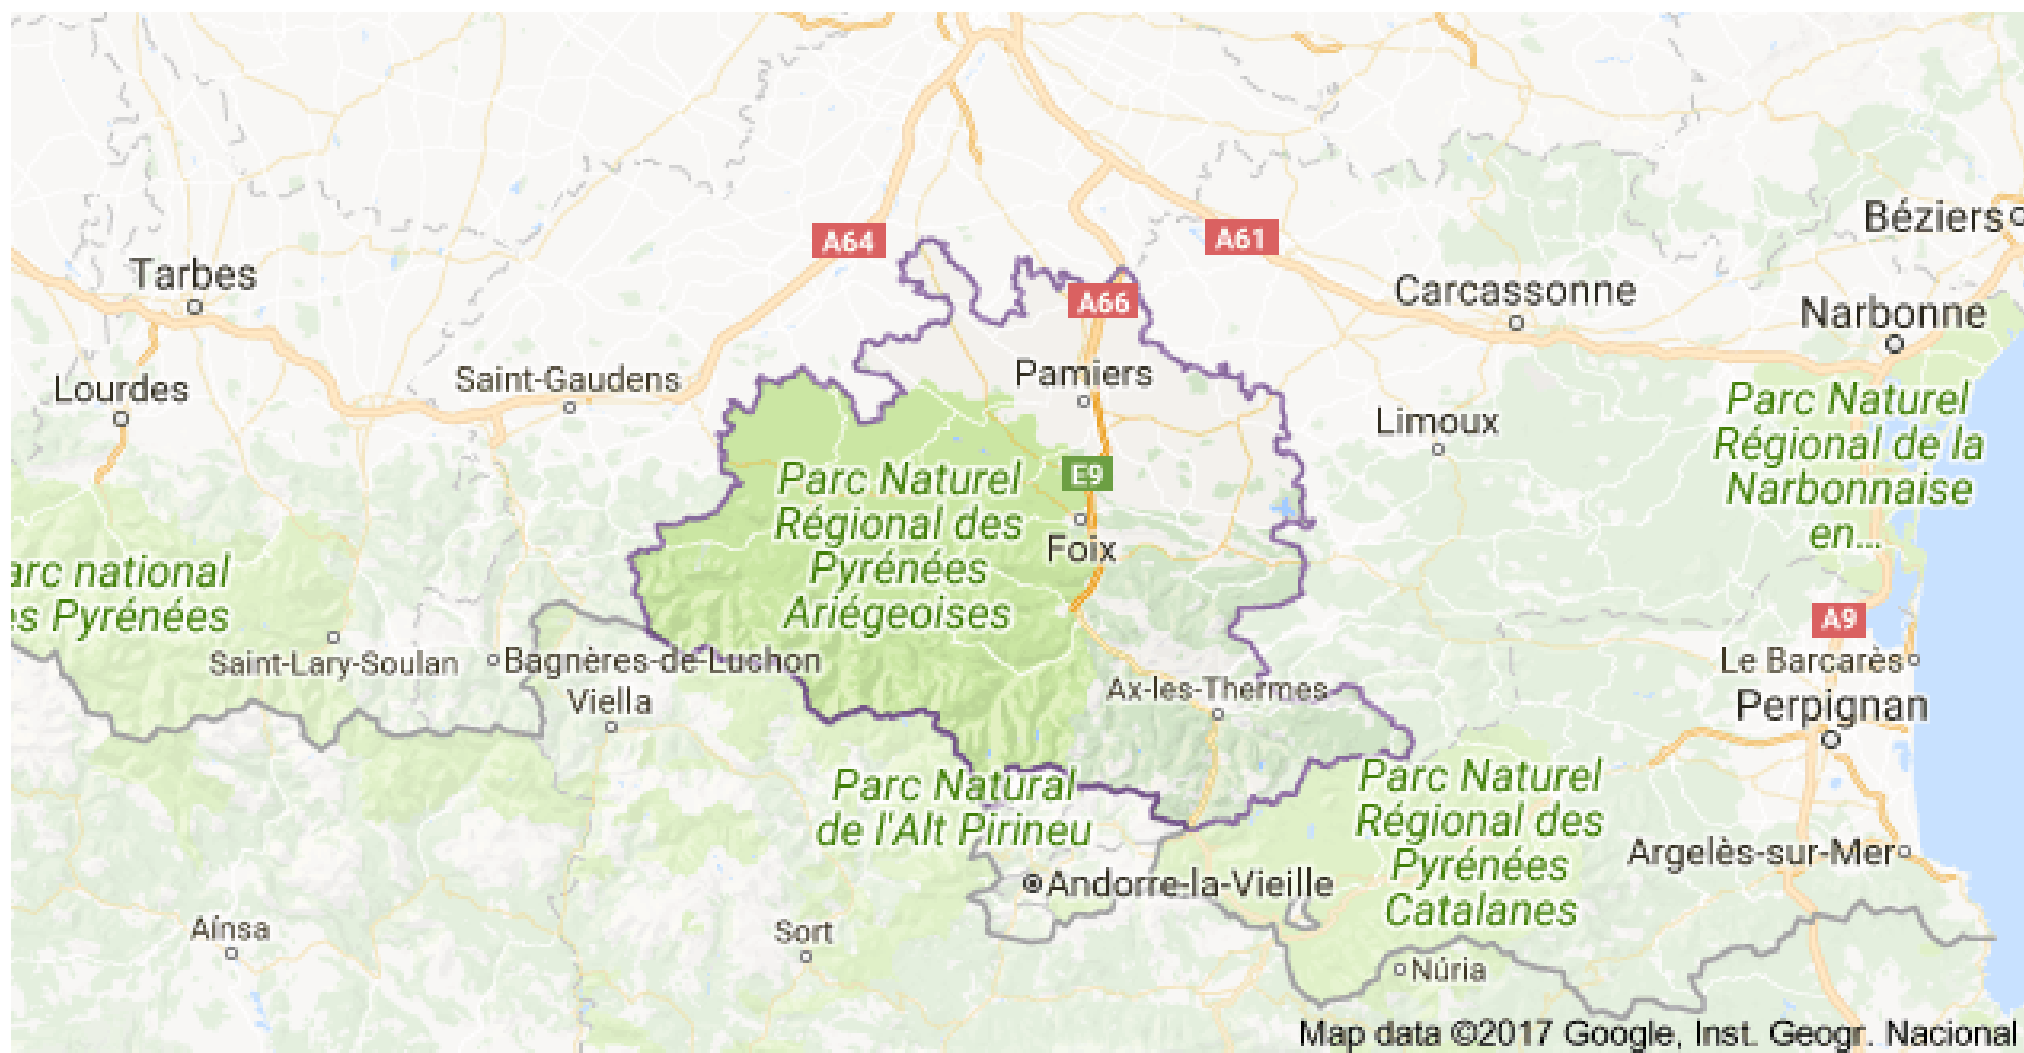 Béziers
A64
A61
Tarbes
Carcassonne
A66
Narbonne
Saint-Gaudens
Pamiers
Lourdes
Limoux
Parc Naturel
Régional de la
Narbonnaise
en...
Parc Naturel
Régional des
Pyrénées
Ariégeoises
E9
Foix
arc national
es Pyrénées
A9
Saint-Lary-Soulan
Bagnères-de-Luchon
Le Barcarès
Viella
Ax-les-Thermes
Perpignan
Parc Natural
de l'Alt Pirineu
Parc Naturel
Régional des
Pyrénées
Catalanes
Argelès-sur-Mer
Andorre-la-Vieille
Aínsa
Sort
Núria
Map data ©2017 Google, Inst. Geogr. Nacional